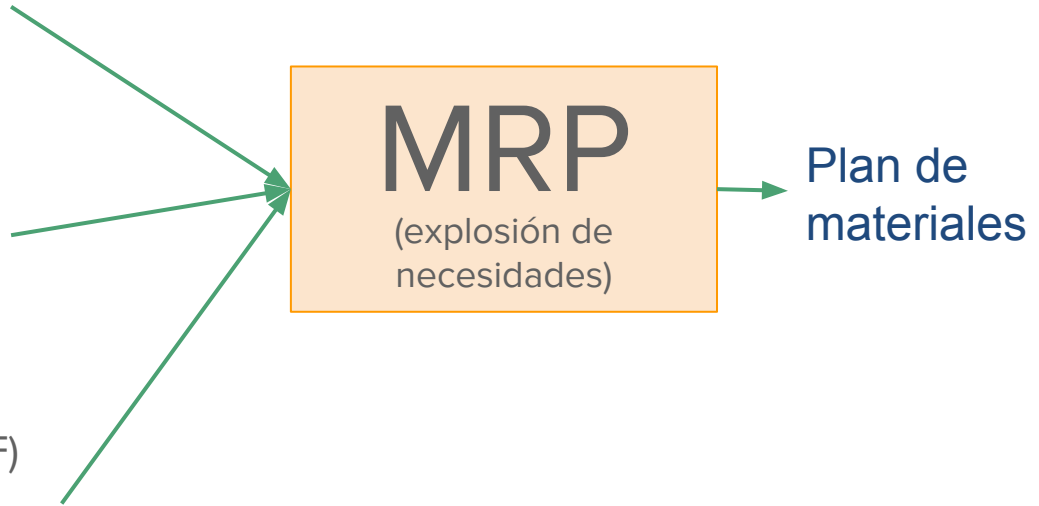 MRP
(explosión de
necesidades)
Plan de
materiales
F)